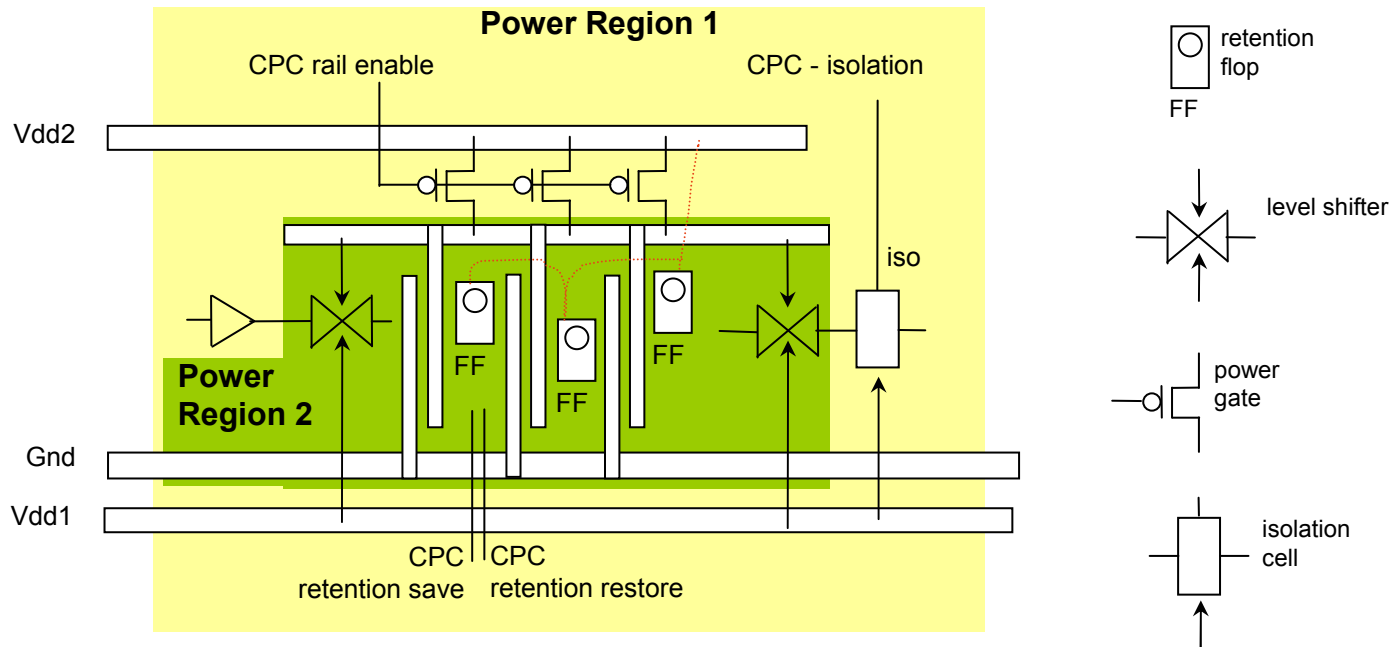 Power Region 1
CPC rail enable
CPC - isolation
Vdd2
iso
FF
FF
FF
Power
Region 2
Gnd
Vdd1
CPC
retention save
CPC
retention restore
retention
flop
FF
level shifter
power
gate
isolation
cell